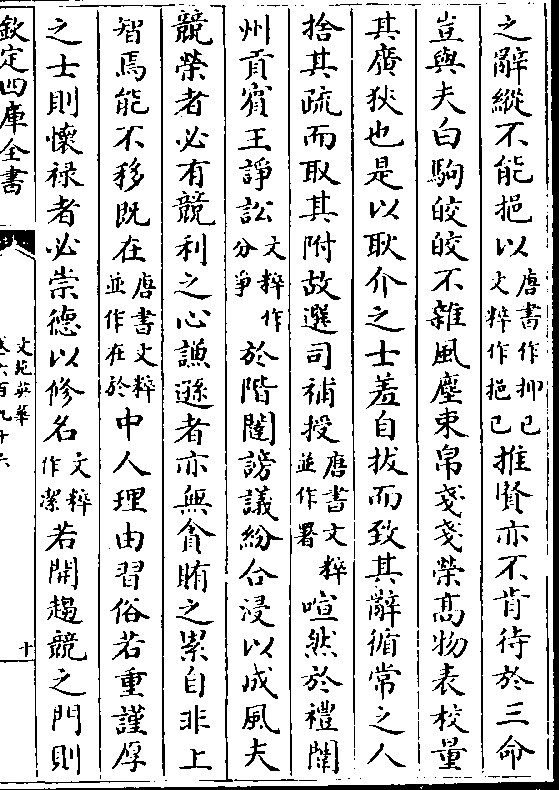 之辭縱不能挹以唐書作抑已文粹作挹已推賢亦不肯待於三命
豈與夫白駒皎皎不雜風塵束帛戔戔榮髙物表校量
其廣狹也是以耿介之士羞自拔而致其辭循常之人
捨其疏而取其附故選司補授唐書文粹並作署喧然於禮闈
州貢賓王諍訟文粹作分爭於階闥謗議紛合浸以成風夫
競榮者必有競利之心謙遜者亦無貪賄之累自非上
智焉能不移既在唐書文粹並作在於中人理由習俗若重謹厚
之士則懷禄者必崇德以修名文粹作潔若開趨競之門則
欽定四庫全書
文苑英華
卷六百九十六
十